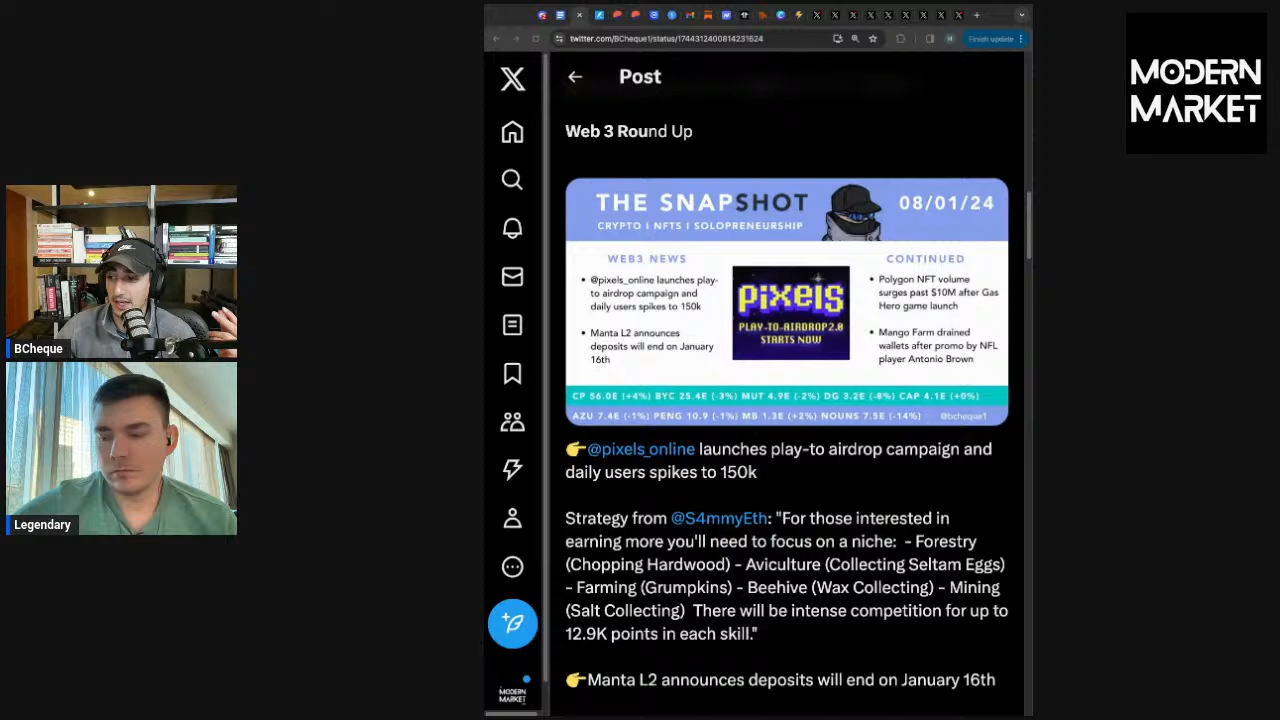 twitter.com/BCheque1/status/1744312400814231624
Finish update
Post
Web 3 Round Up
THE SNAPSHOT
CRYPTO I NFTS I SOLOPRENEURSHIP
08/01/24
WEB3 NEWS
• @pixels_online launches play-
to airdrop campaign and
daily users spikes to 150k
• Manta L2 announces
deposits will end on January
16th
pixels
PLAY-TO-AIRDROP 2.0
STARTS NOW
CONTINUED
• Polygon NFT volume
surges past $10M after Gas
Hero game launch
• Mango Farm drained
wallets after promo by NFL
player Antonio Brown
CP 56.0E (+4%) BYC 25.4E (-3%) MUT 4.9E (-2%) DG 3.2E (-8%) CAP 4.1E (+0%)
AZU 7.4E (-1%) PENG 10.9 (-1%) MB 1.3E (+2%) NOUNS 7.5E (-14%) @bcheque1
👉@pixels_online launches play-to airdrop campaign and
daily users spikes to 150k
Strategy from @S4mmyEth: "For those interested in
earning more you'll need to focus on a niche: - Forestry
(Chopping Hardwood) - Aviculture (Collecting Seltam Eggs)
- Farming (Grumpkins) - Beehive (Wax Collecting) - Mining
(Salt Collecting) There will be intense competition for up to
12.9K points in each skill."
👉Manta L2 announces deposits will end on January 16th
MODERN
MARKET
BCheque
Legendary
MODERN
MARKET